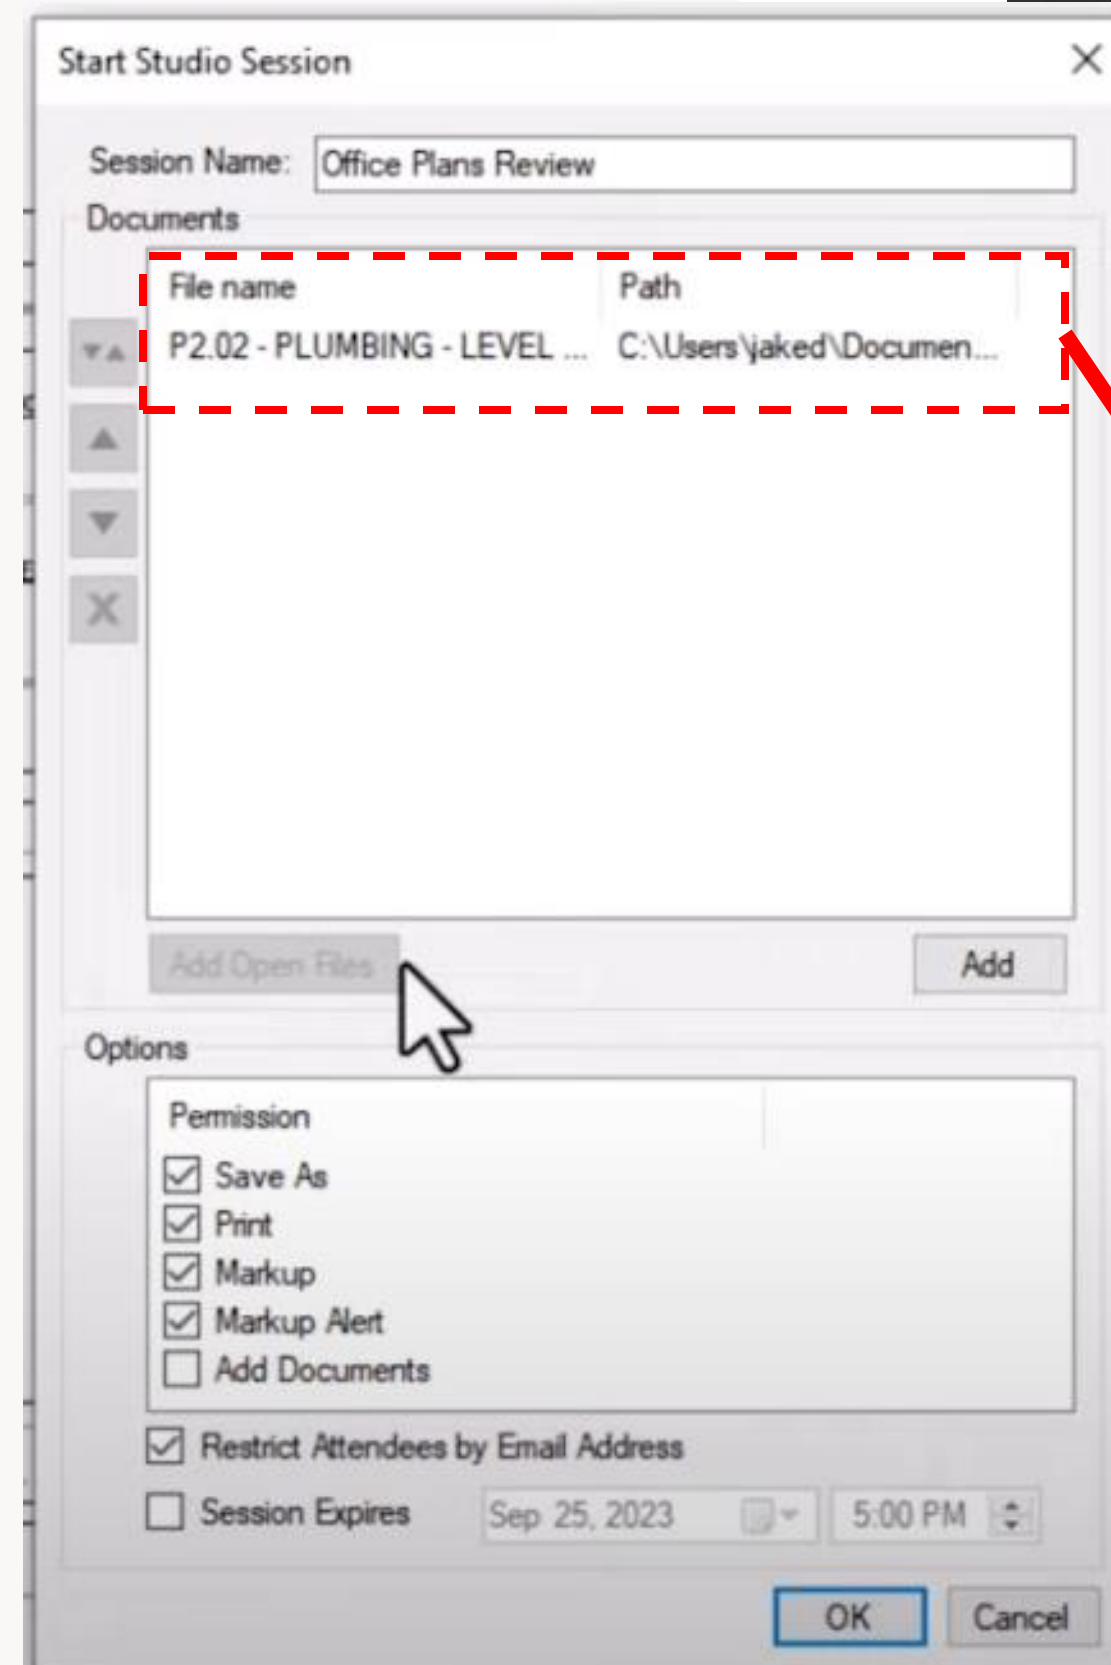 Start Studio Session
Session Name: Office Plans Review
Documents
File name Path
P2.02 - PLUMBING - LEVEL ... C:\Users\jaked\Documen...
Add Open Files Add
Options
Permission
Save As
Print
Markup
Markup Alert
Add Documents
Restrict Attendees by Email Address
Session Expires Sep 25, 2023 5:00 PM
OK Cancel